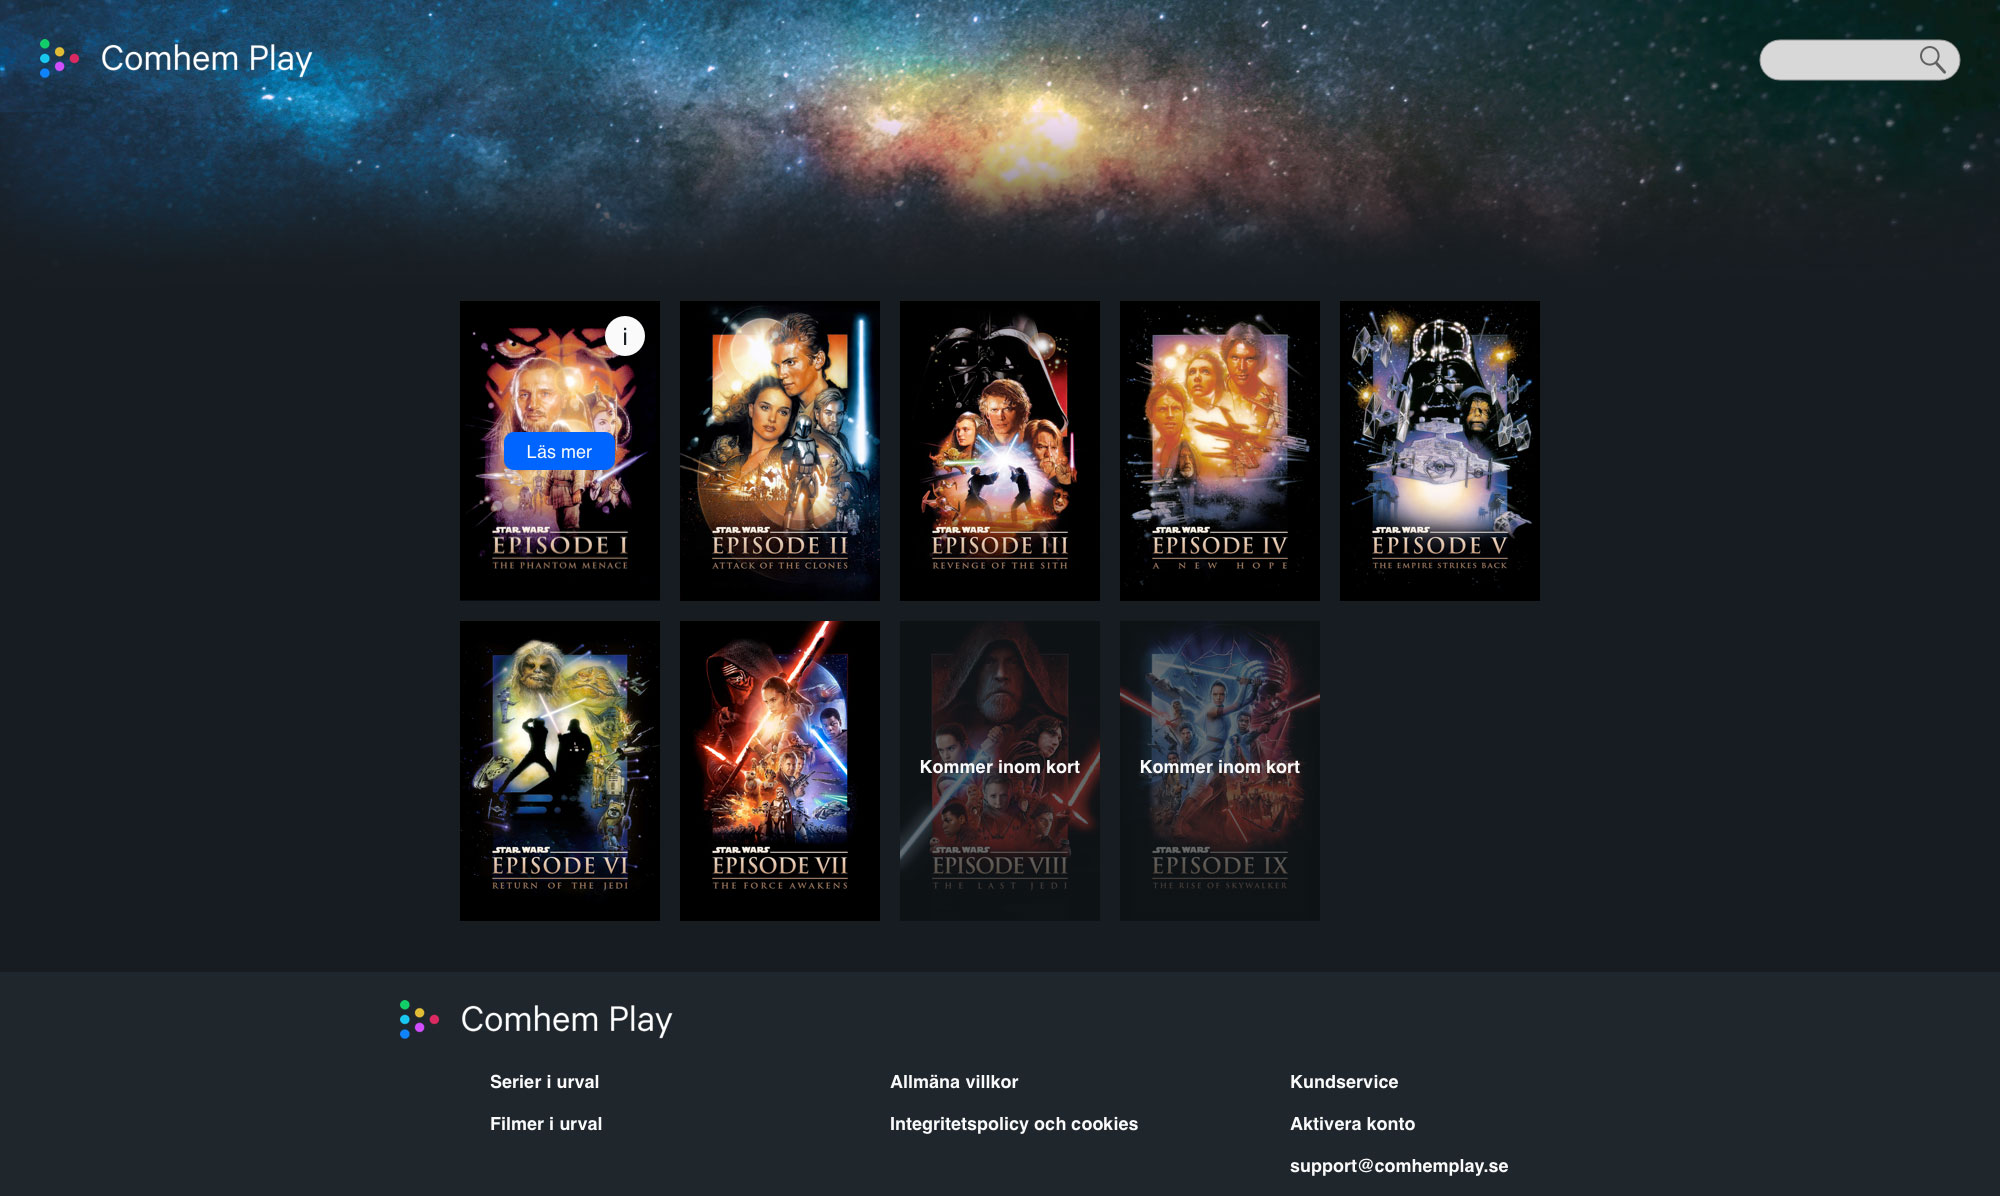 Comhem Play
i
Läs mer
STAR WARS
EPISODE I
THE PHANTOM MENACE
STAR WARS
EPISODE II
ATTACK OF THE CLONES
STAR WARS
EPISODE III
REVENGE OF THE SITH
STAR WARS
EPISODE IV
A NEW HOPE
STAR WARS
EPISODE V
THE EMPIRE STRIKES BACK
STAR WARS
EPISODE VI
RETURN OF THE JEDI
STAR WARS
EPISODE VII
THE FORCE AWAKENS
Kommer inom kort
STAR WARS
EPISODE VIII
THE LAST JEDI
Kommer inom kort
STAR WARS
EPISODE IX
THE RISE OF SKYWALKER
Comhem Play
Serier i urval
Filmer i urval
Allmäna villkor
Integritetspolicy och cookies
Kundservice
Aktivera konto
support@comhemplay.se